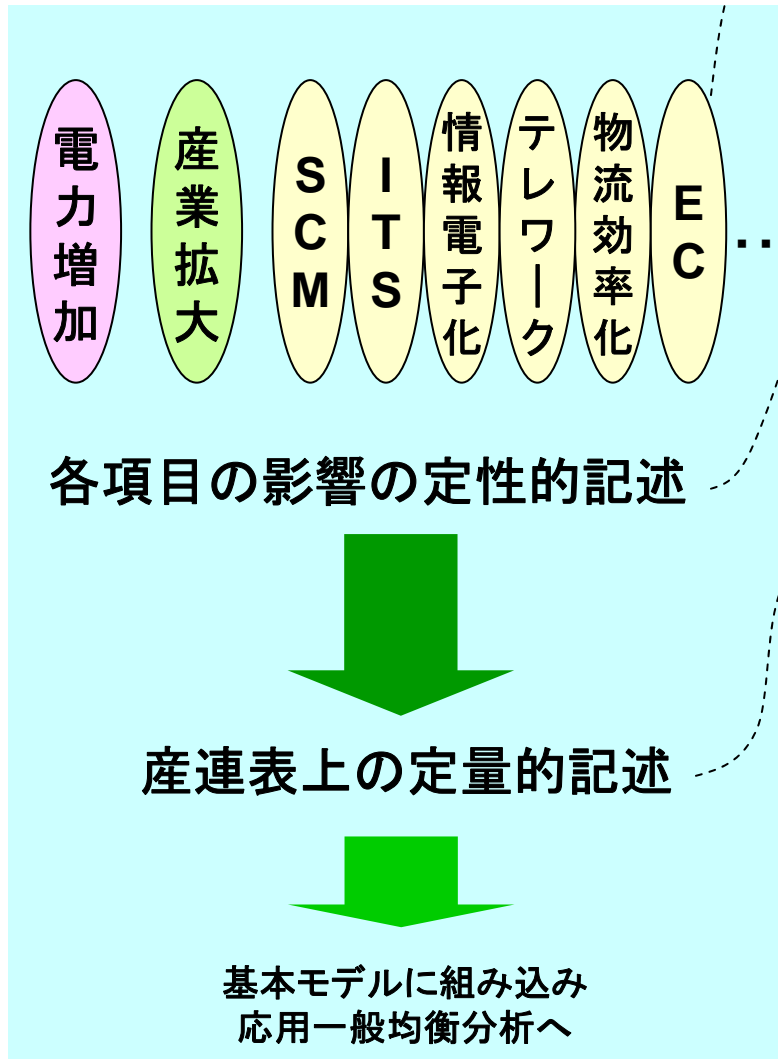 電力増加
産業拡大
SCM
ITS
情報電子化
テレワーク
物流効率化
EC
‥
各項目の影響の定性的記述
産連表上の定量的記述
基本モデルに組み込み
応用一般均衡分析へ